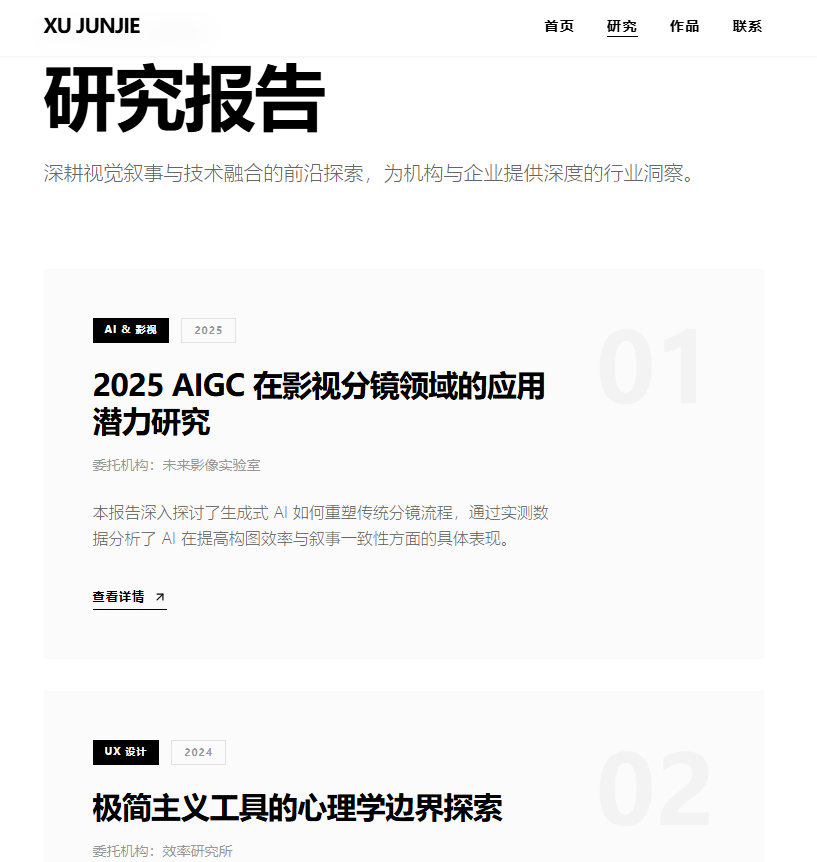 XU JUNJIE
首页 研究 作品 联系
研究报告
深耕视觉叙事与技术融合的前沿探索，为机构与企业提供深度的行业洞察。
AI & 影视 2025
01
2025 AIGC 在影视分镜领域的应用
潜力研究
委托机构：未来影像实验室
本报告深入探讨了生成式 AI 如何重塑传统分镜流程，通过实测数
据分析了 AI 在提高构图效率与叙事一致性方面的具体表现。
查看详情
UX 设计 2024
02
极简主义工具的心理学边界探索
委托机构：效率研究所